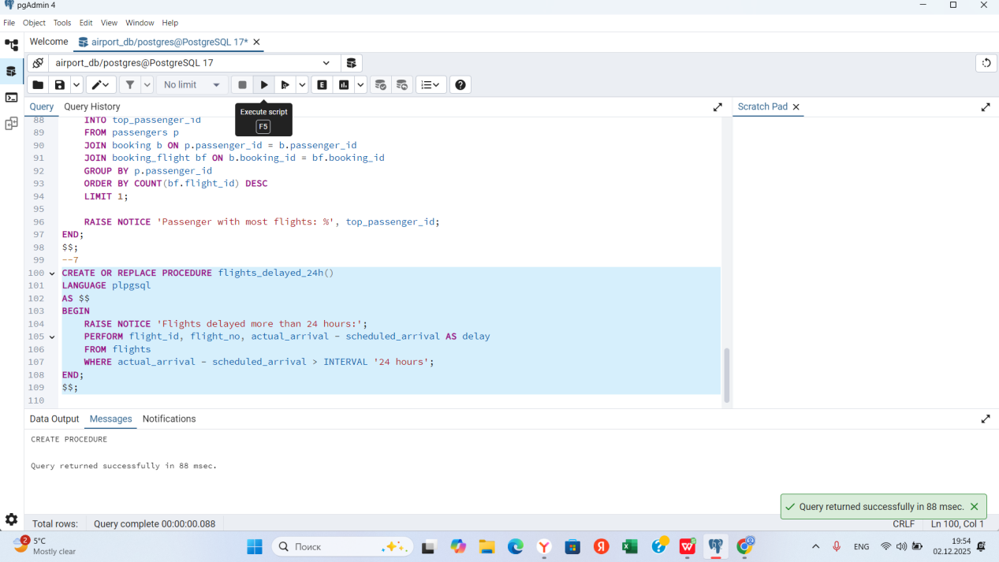 pgAdmin 4
File Object Tools Edit View Window Help
Welcome airport_db/postgres@PostgreSQL 17*
airport_db/postgres@PostgreSQL 17
No limit
Execute script
F5
Query Query History
Scratch Pad
88 INTO top_passenger_id
89 FROM passengers p
90 JOIN booking b ON p.passenger_id = b.passenger_id
91 JOIN booking_flight bf ON b.booking_id = bf.booking_id
92 GROUP BY p.passenger_id
93 ORDER BY COUNT(bf.flight_id) DESC
94 LIMIT 1;
95
96 RAISE NOTICE 'Passenger with most flights: %', top_passenger_id;
97 END;
98 $$;
99 --7
100 CREATE OR REPLACE PROCEDURE flights_delayed_24h()
101 LANGUAGE plpgsql
102 AS $$
103 BEGIN
104 RAISE NOTICE 'Flights delayed more than 24 hours:';
105 PERFORM flight_id, flight_no, actual_arrival - scheduled_arrival AS delay
106 FROM flights
107 WHERE actual_arrival - scheduled_arrival > INTERVAL '24 hours';
108 END;
109 $$;
110
Data Output Messages Notifications
CREATE PROCEDURE
Query returned successfully in 88 msec.
Query returned successfully in 88 msec.
Total rows: Query complete 00:00:00.088
CRLF Ln 100, Col 1
2
5°C
Mostly clear
Поиск
ENG
19:54
02.12.2025